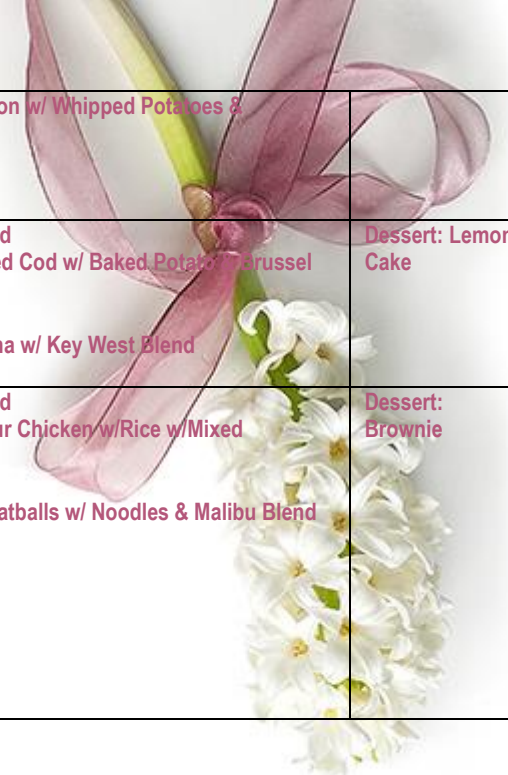 on w/ Whipped Potatoes &
d
ed Cod w/ Baked Potato Brussel
na w/ Key West Blend
Dessert: Lemon
Cake
d
ur Chicken w/Rice w/Mixed
atballs w/ Noodles & Malibu Blend
Dessert:
Brownie